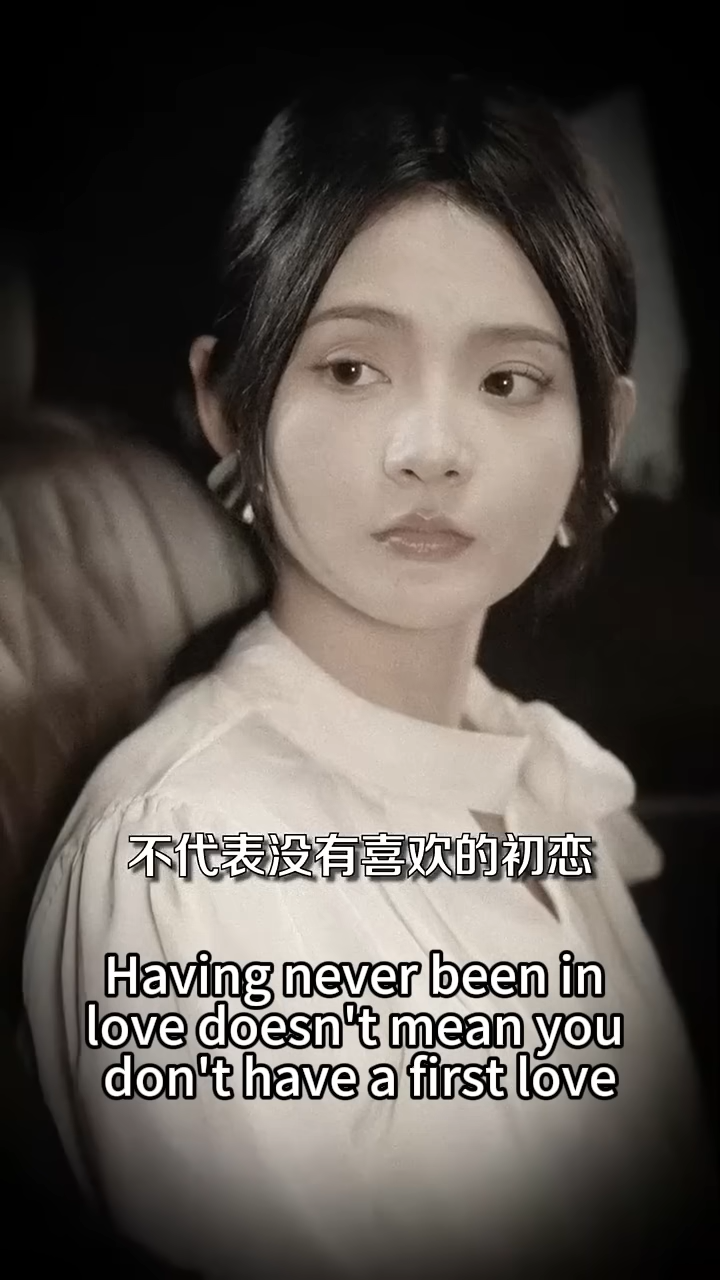 不代表没有喜欢的初恋
Having never been in
love doesn't mean you
don't have a first love